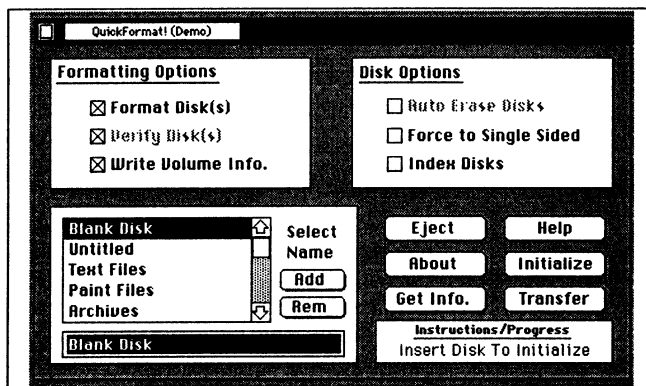 QuickFormat! (Demo)
Formatting Options
Format Disk(s)
Verify Disk(s)
Write Volume Info.
Disk Options
Auto Erase Disks
Force to Single Sided
Index Disks
Blank Disk
Untitled
Text Files
Paint Files
Archives
Select
Name
Add
Rem
Blank Disk
Eject
Help
About
Initialize
Get Info.
Transfer
Instructions/Progress
Insert Disk To Initialize